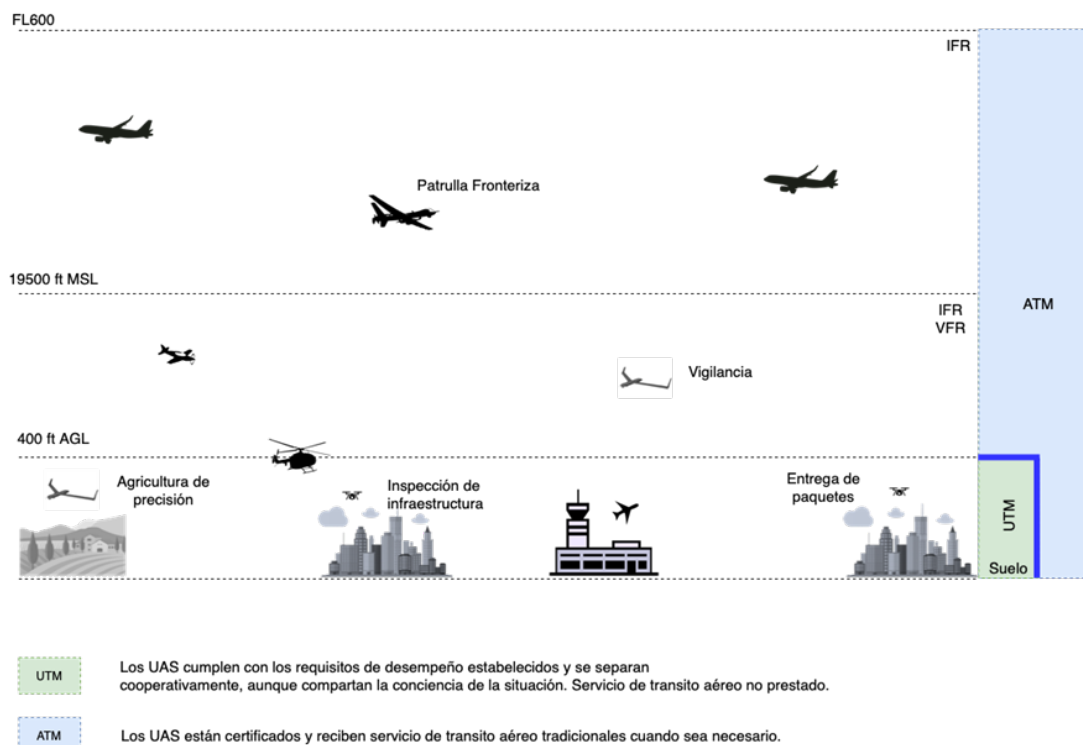 FL600
IFR
Patrulla Fronteriza
19500 ft MSL
IFR
VFR
ATM
Vigilancia
400 ft AGL
Agricultura de
precisión
Inspección de
infraestructura
Entrega de
paquetes
UTM
Suelo
UTM
Los UAS cumplen con los requisitos de desempeño establecidos y se separan
cooperativamente, aunque compartan la conciencia de la situación. Servicio de transito aéreo no prestado.
ATM
Los UAS están certificados y reciben servicio de transito aéreo tradicionales cuando sea necesario.